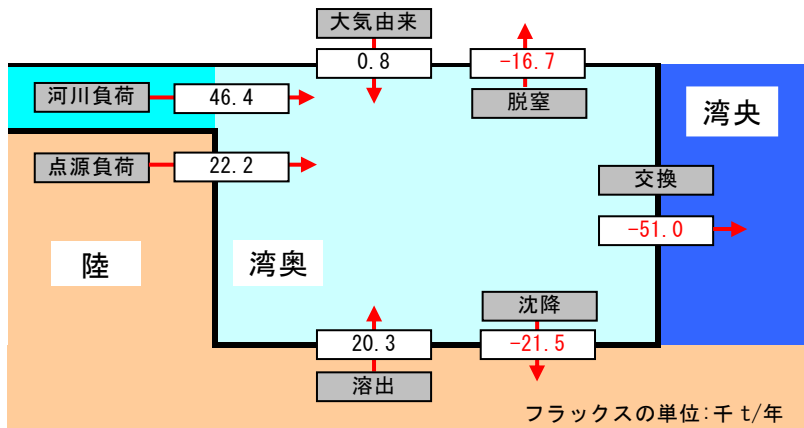 大気由来
0.8
-16.7
脱窒
河川負荷
46.4
湾央
点源負荷
22.2
交換
-51.0
陸
湾奥
沈降
20.3
-21.5
溶出
フラックスの単位:千 t/年